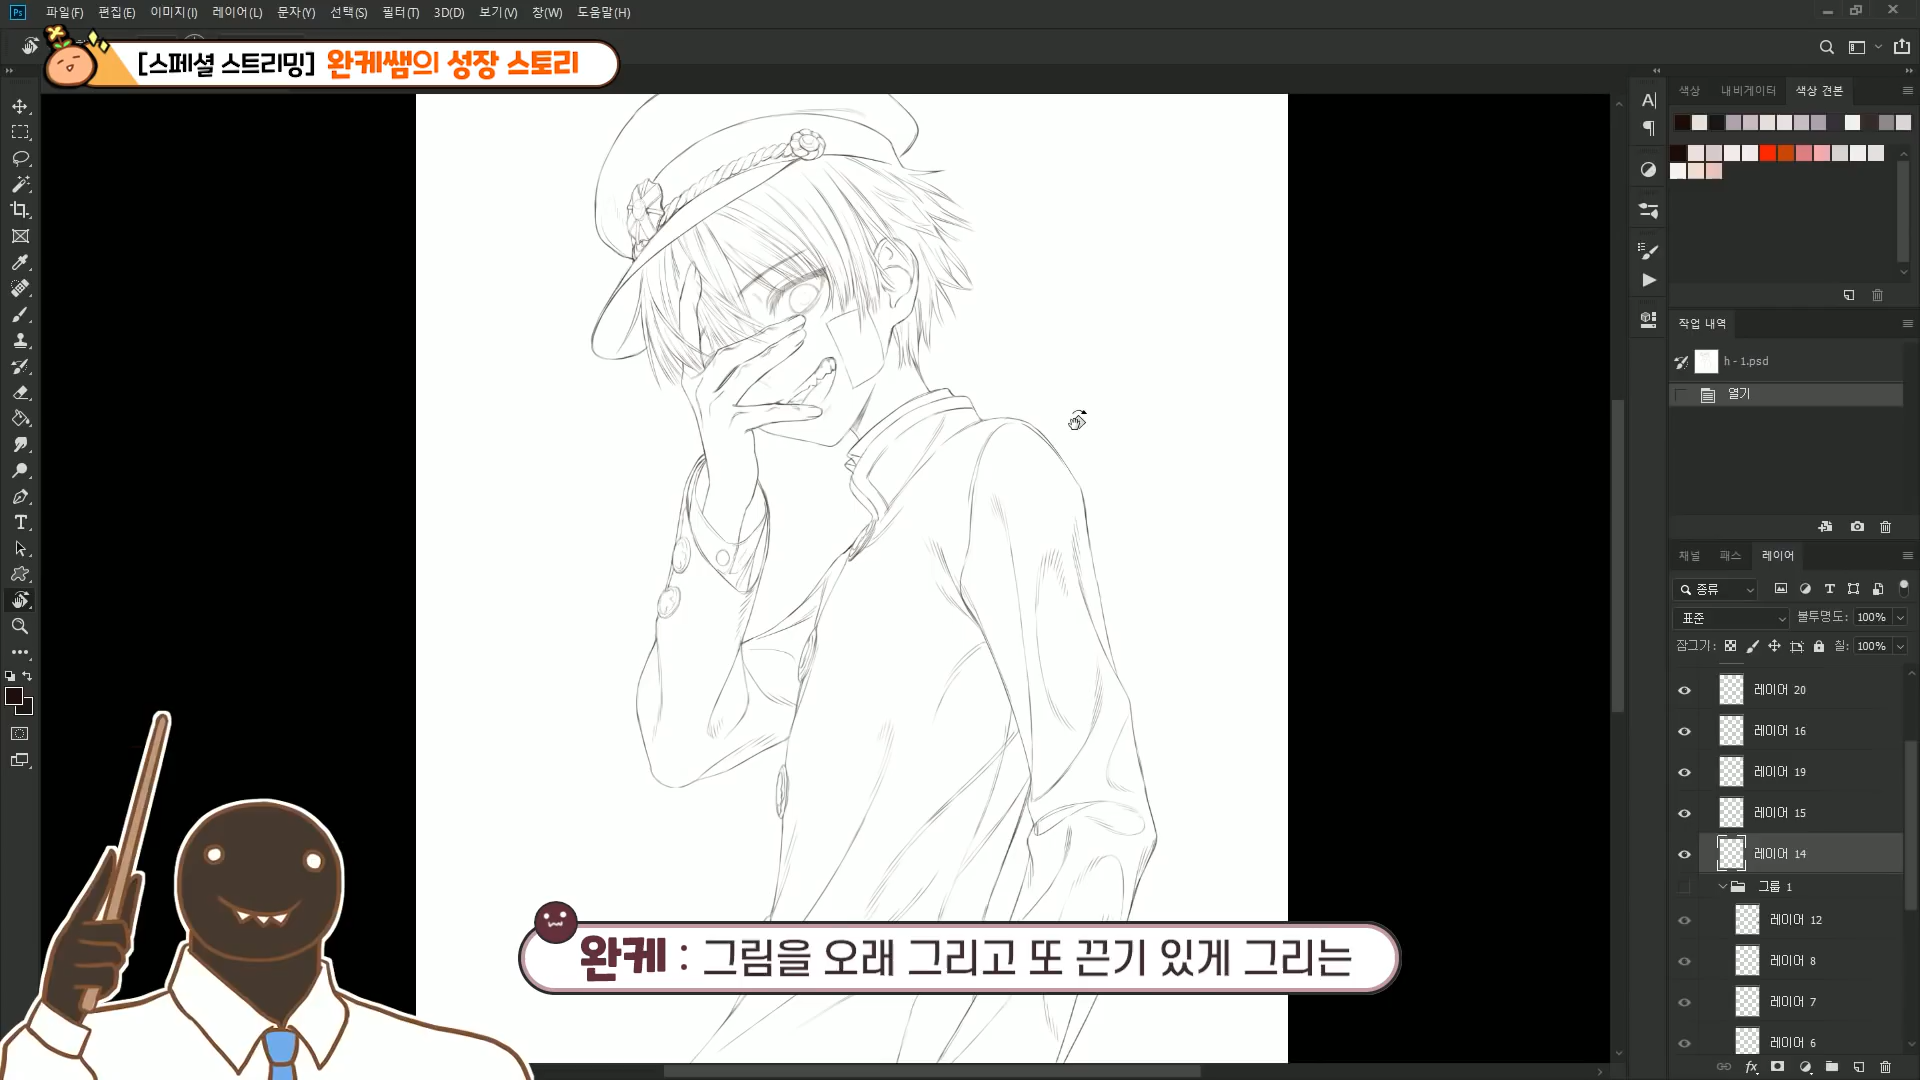 Ps 파일(F) 편집(E) 이미지(I) 레이어(L) 문자(Y) 선택(S) 필터(T) 3D(D) 보기(V) 창(W) 도움말(H)
[스페셜 스트리밍] 완케쌤의 성장 스토리
색상 내비게이터 색상 견본
작업 내역
h - 1.psd
열기
채널 패스 레이어
종류
표준 불투명도: 100%
잠그기: 칠: 100%
레이어 20
레이어 16
레이어 19
레이어 15
레이어 14
그룹 1
레이어 12
레이어 8
레이어 7
레이어 6
완케 : 그림을 오래 그리고 또 끈기 있게 그리는